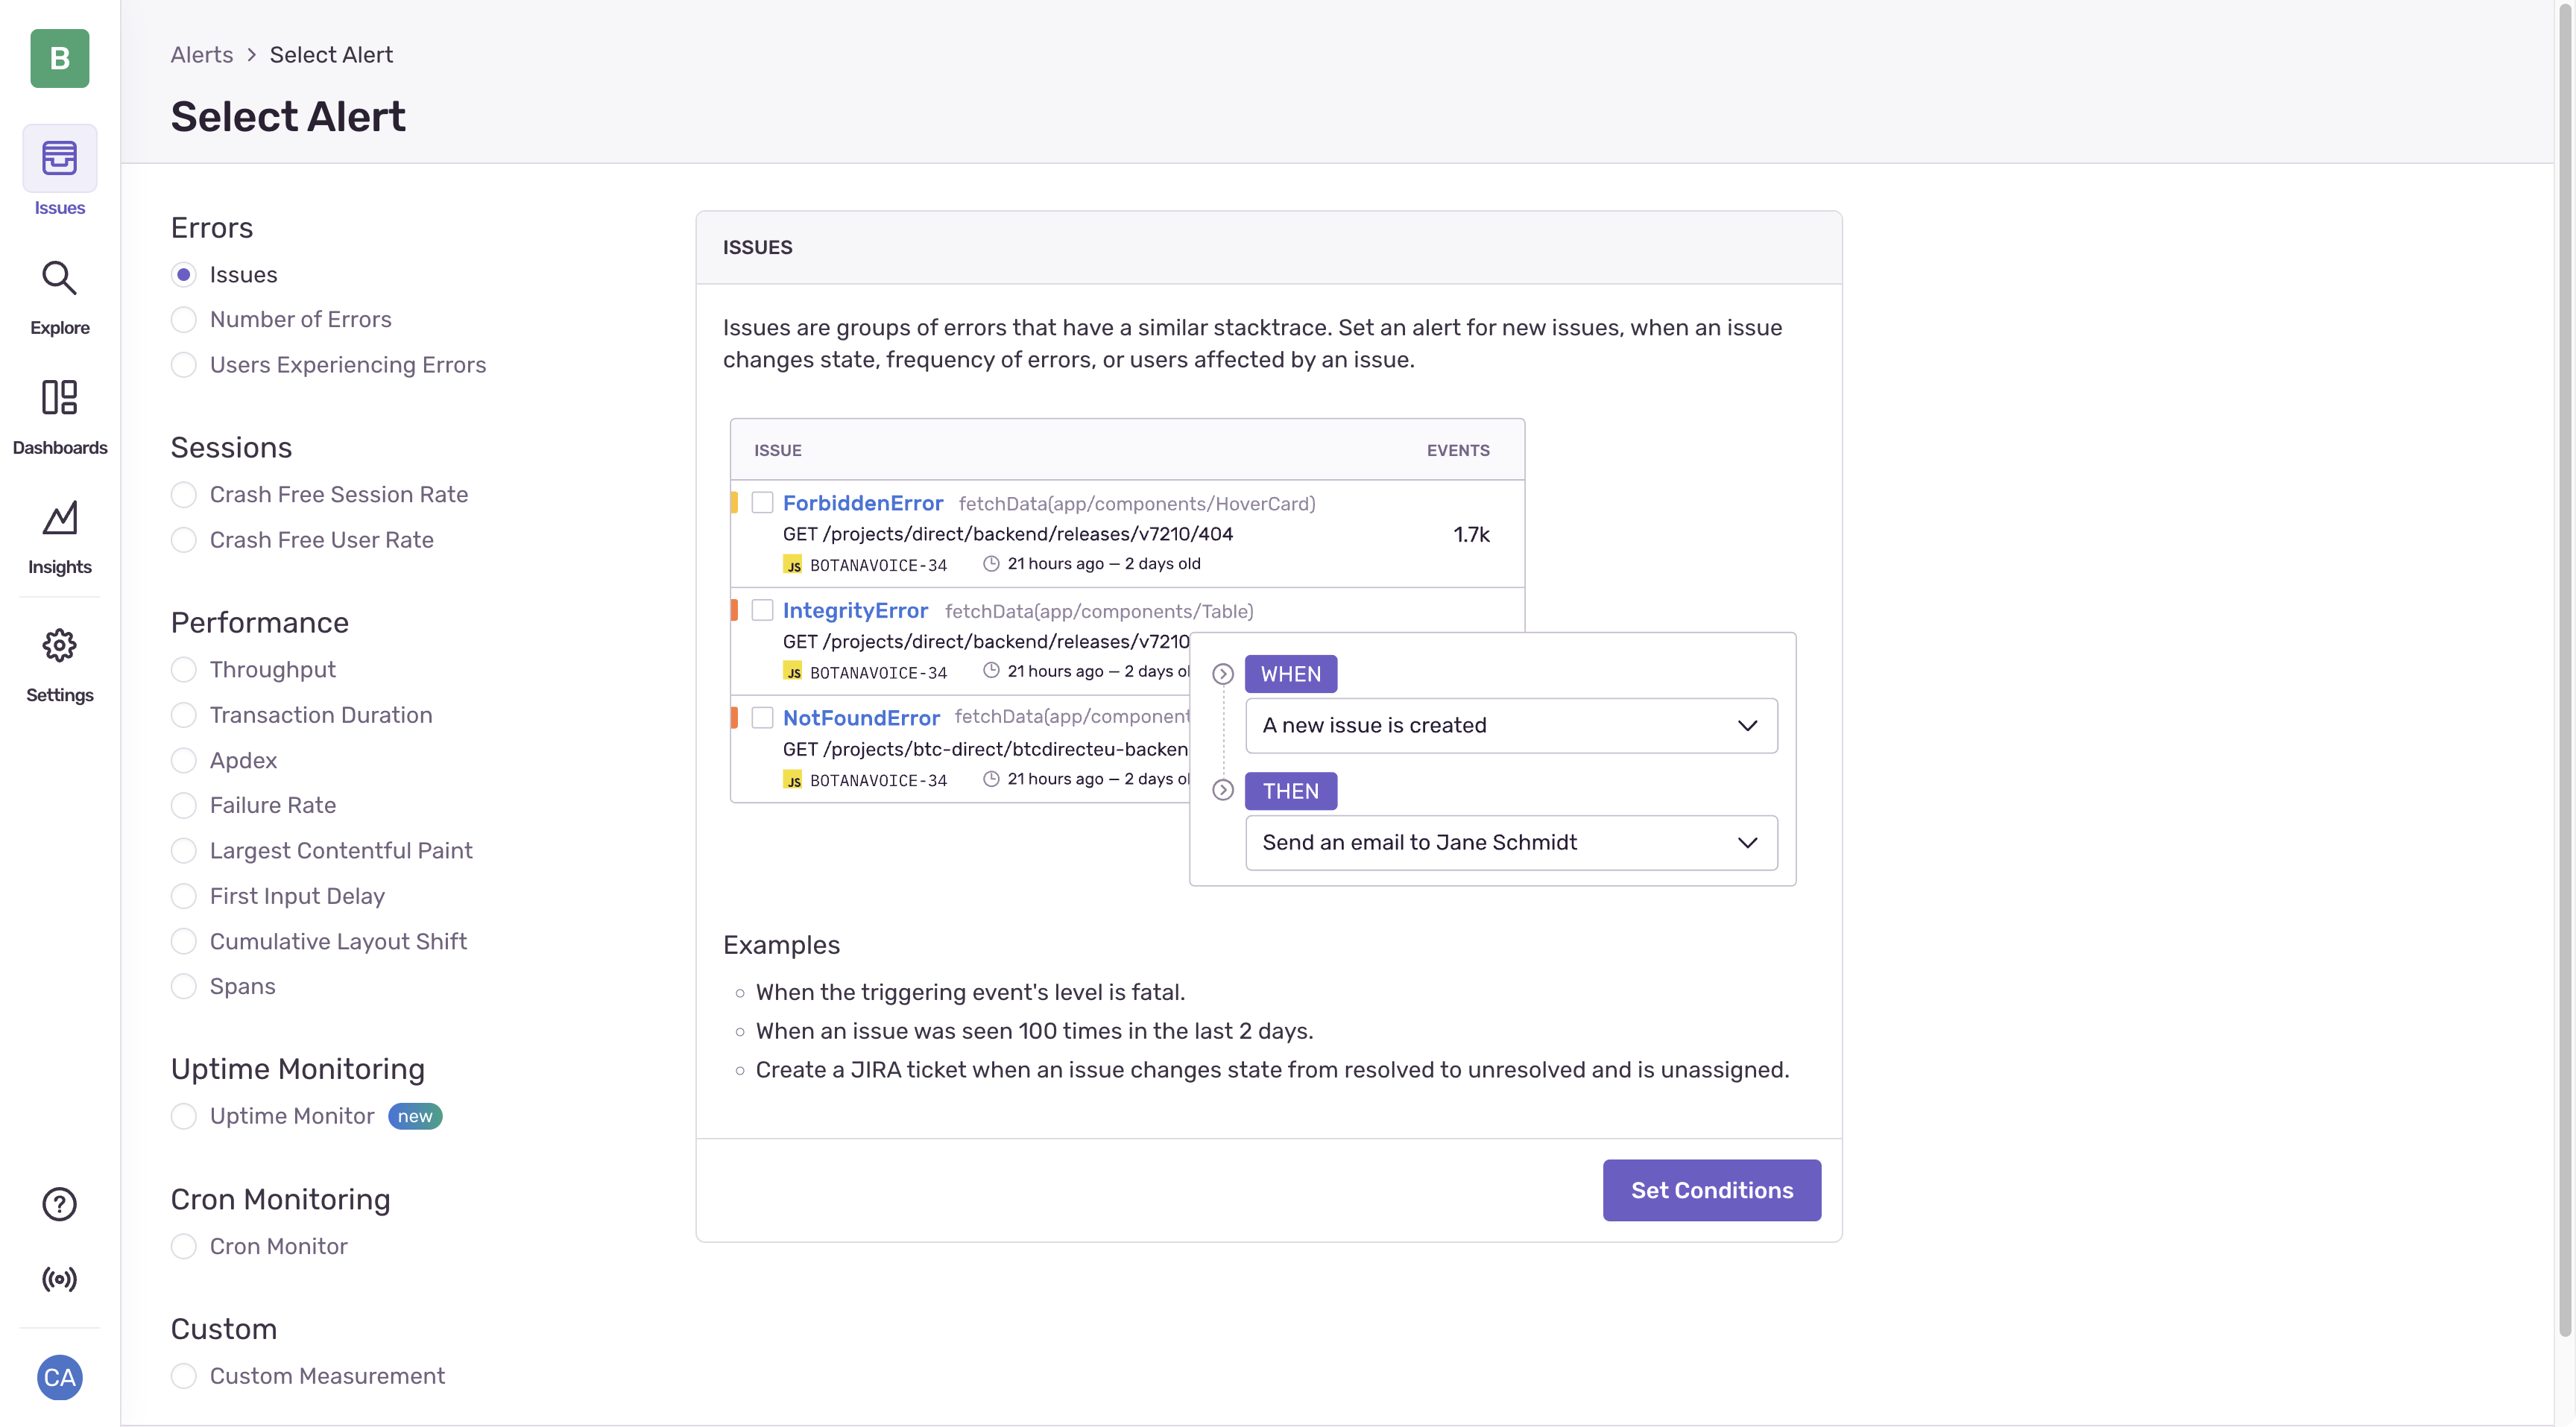 B
Issues
Explore
Dashboards
Insights
Settings
CA
Alerts > Select Alert
Select Alert
Errors
Issues
Number of Errors
Users Experiencing Errors
Sessions
Crash Free Session Rate
Crash Free User Rate
Performance
Throughput
Transaction Duration
Apdex
Failure Rate
Largest Contentful Paint
First Input Delay
Cumulative Layout Shift
Spans
Uptime Monitoring
Uptime Monitor new
Cron Monitoring
Cron Monitor
Custom
Custom Measurement
ISSUES
Issues are groups of errors that have a similar stacktrace. Set an alert for new issues, when an issue
changes state, frequency of errors, or users affected by an issue.
ISSUE EVENTS
ForbiddenError fetchData(app/components/HoverCard)
GET /projects/direct/backend/releases/v7210/404 1.7k
JS BOTANAVOICE-34 21 hours ago — 2 days old
IntegrityError fetchData(app/components/Table)
GET /projects/direct/backend/releases/v7210
JS BOTANAVOICE-34 21 hours ago — 2 days ol
NotFoundError fetchData(app/component
GET /projects/btc-direct/btcdirecteu-backen
JS BOTANAVOICE-34 21 hours ago — 2 days ol
WHEN
A new issue is created
THEN
Send an email to Jane Schmidt
Examples
When the triggering event's level is fatal.
When an issue was seen 100 times in the last 2 days.
Create a JIRA ticket when an issue changes state from resolved to unresolved and is unassigned.
Set Conditions